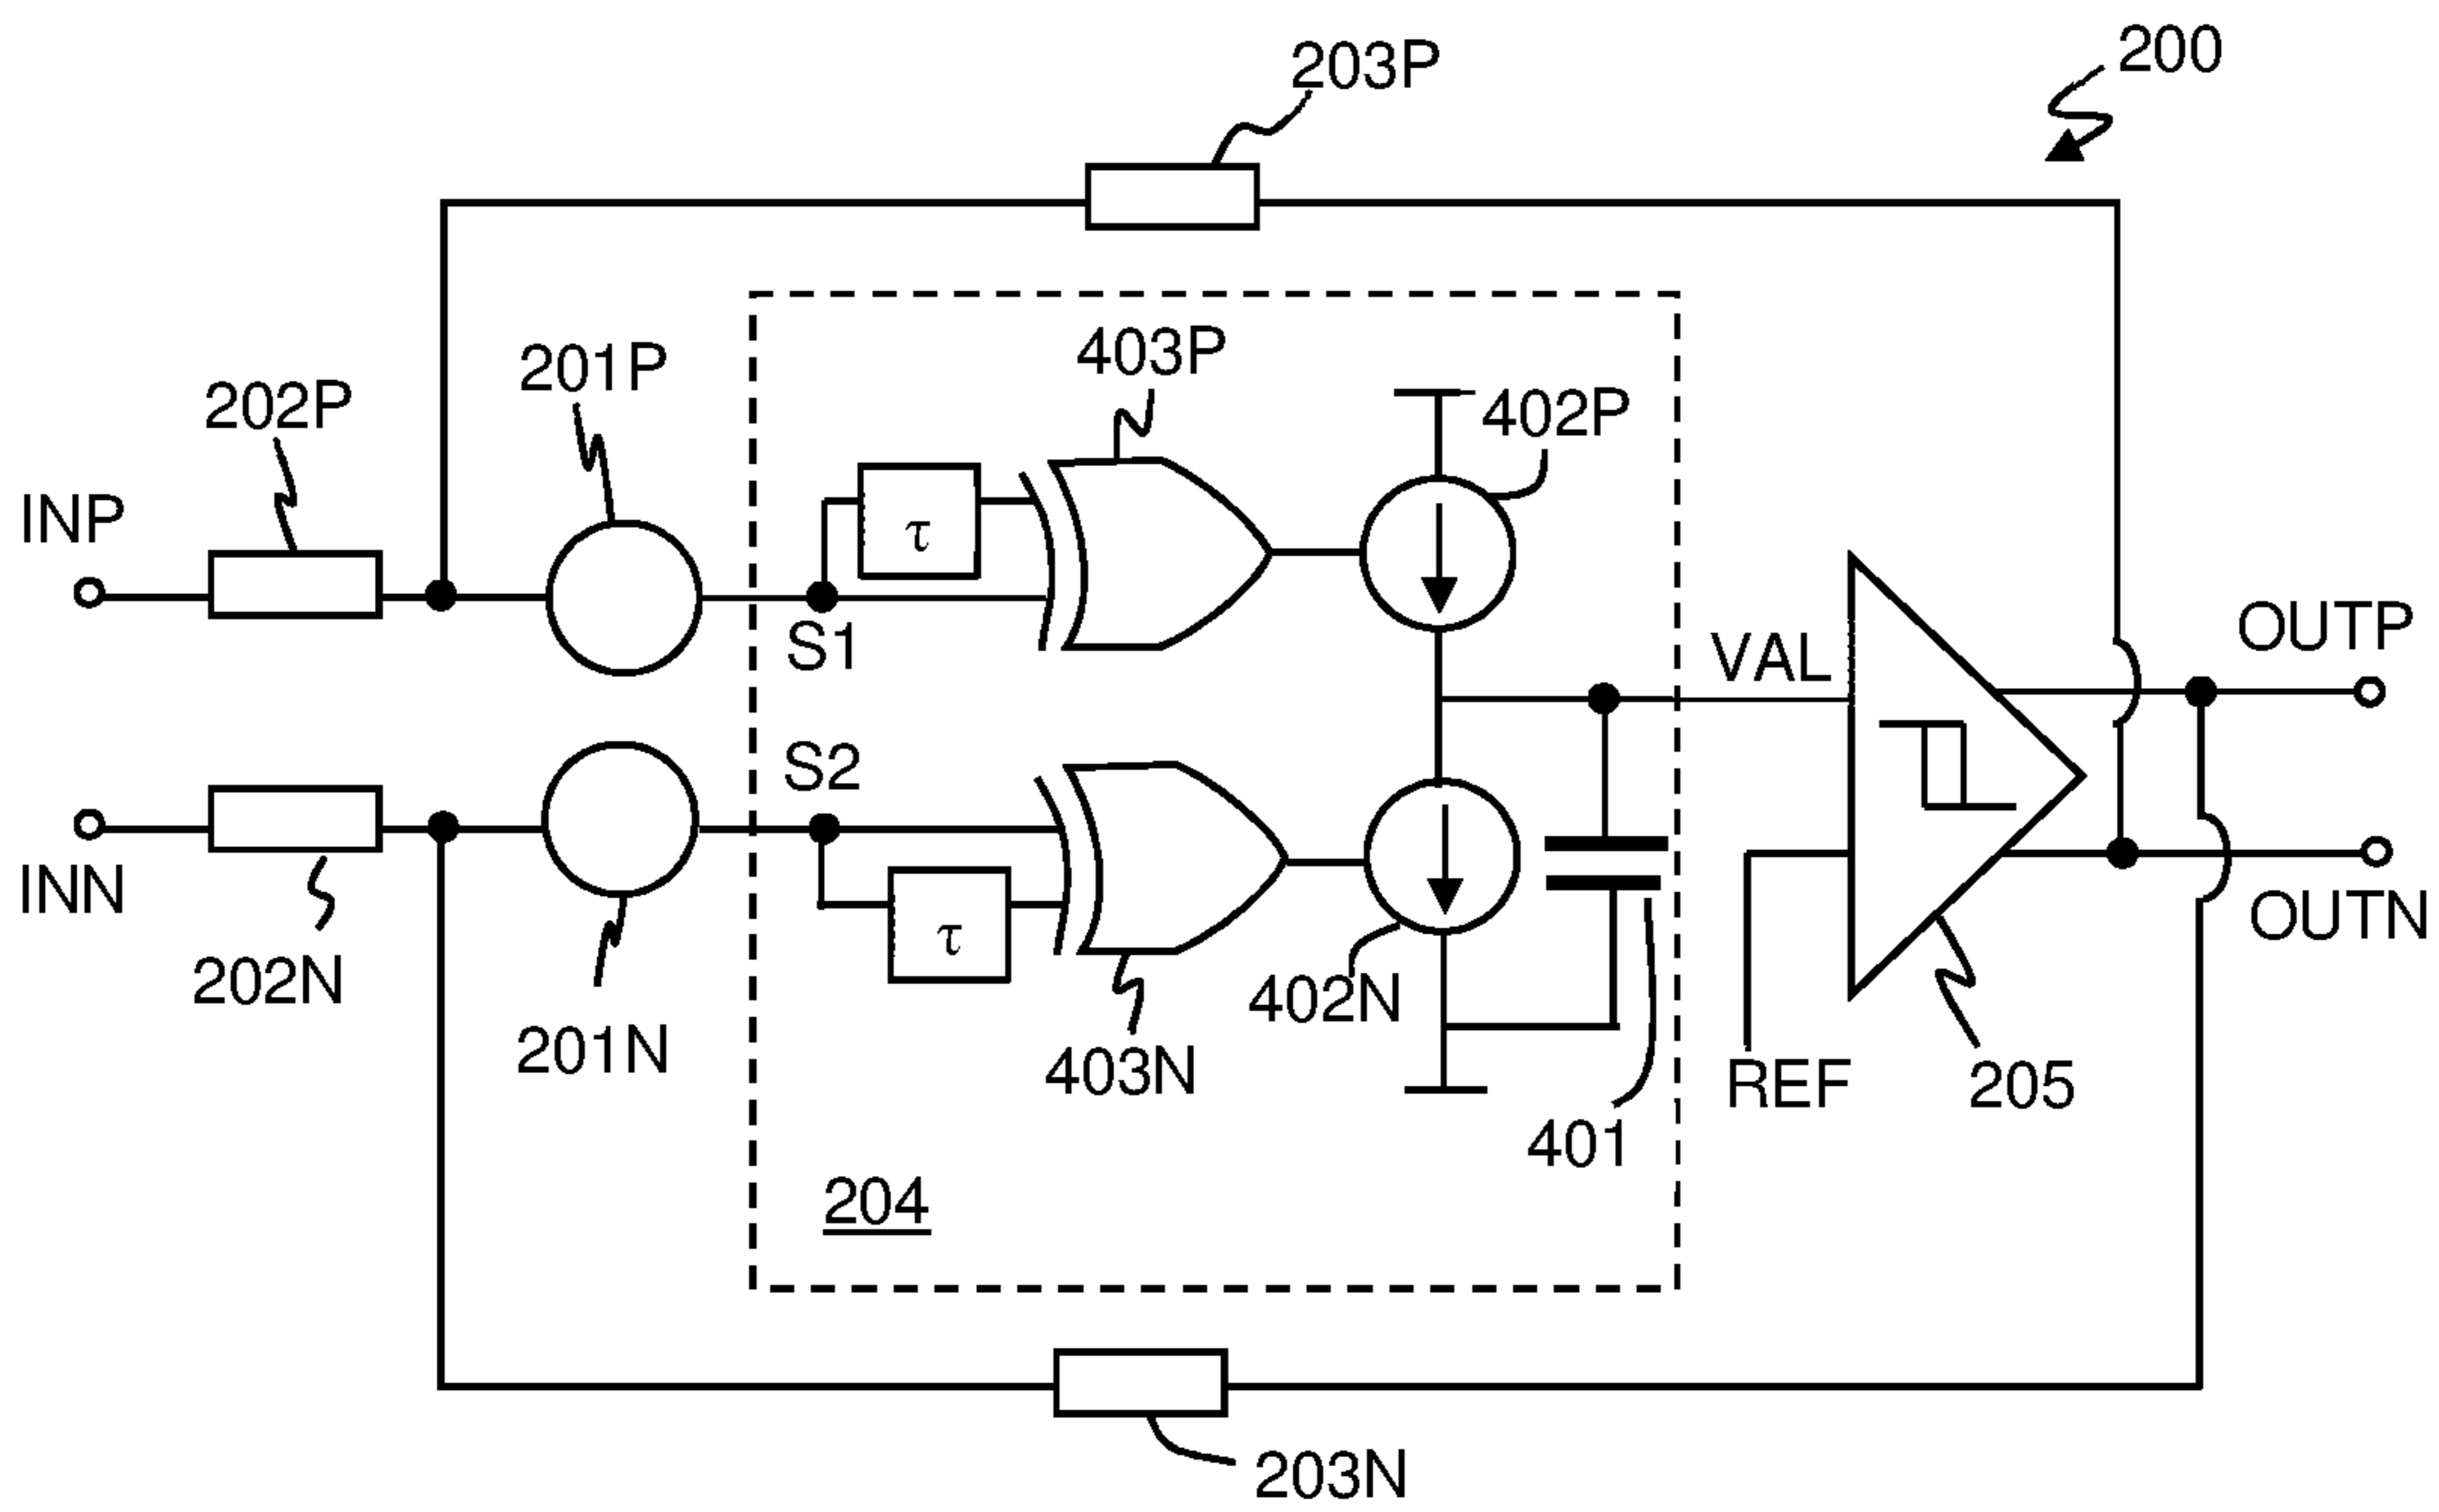 200
203P
403P
201P
402P
202P
INP
τ
OUTP
S1
VAL
S2
INN
OUTN
τ
202N
402N
201N
403N
REF
205
401
204
203N